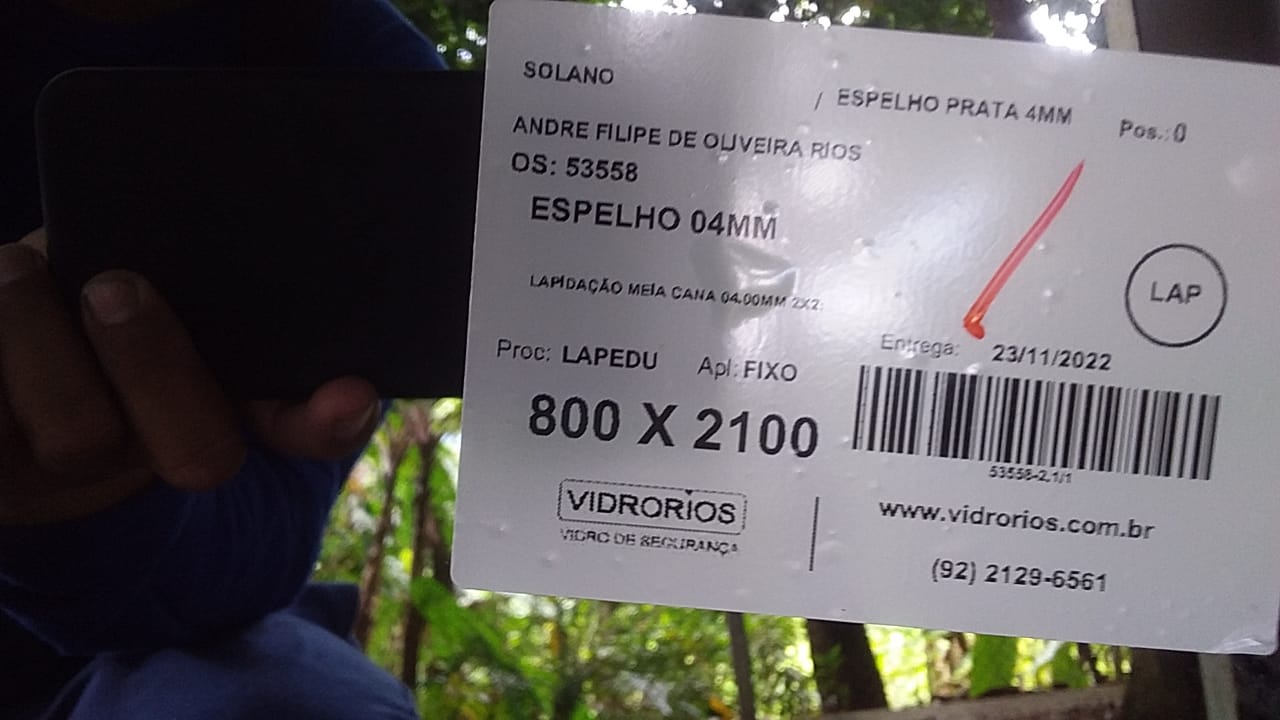 SOLANO
/ ESPELHO PRATA 4MM
Pos.: 0
ANDRE FILIPE DE OLIVEIRA RIOS
OS: 53558
ESPELHO 04MM
LAP
LAPIDAÇÃO MEIA CANA 04.00MM 2X2
Entrega: 23/11/2022
Proc: LAPEDU Apl: FIXO
800 X 2100
53558-2.1/1
VIDRORIOS
VIDRO DE SEGURANÇA
www.vidrorios.com.br
(92) 2129-6561